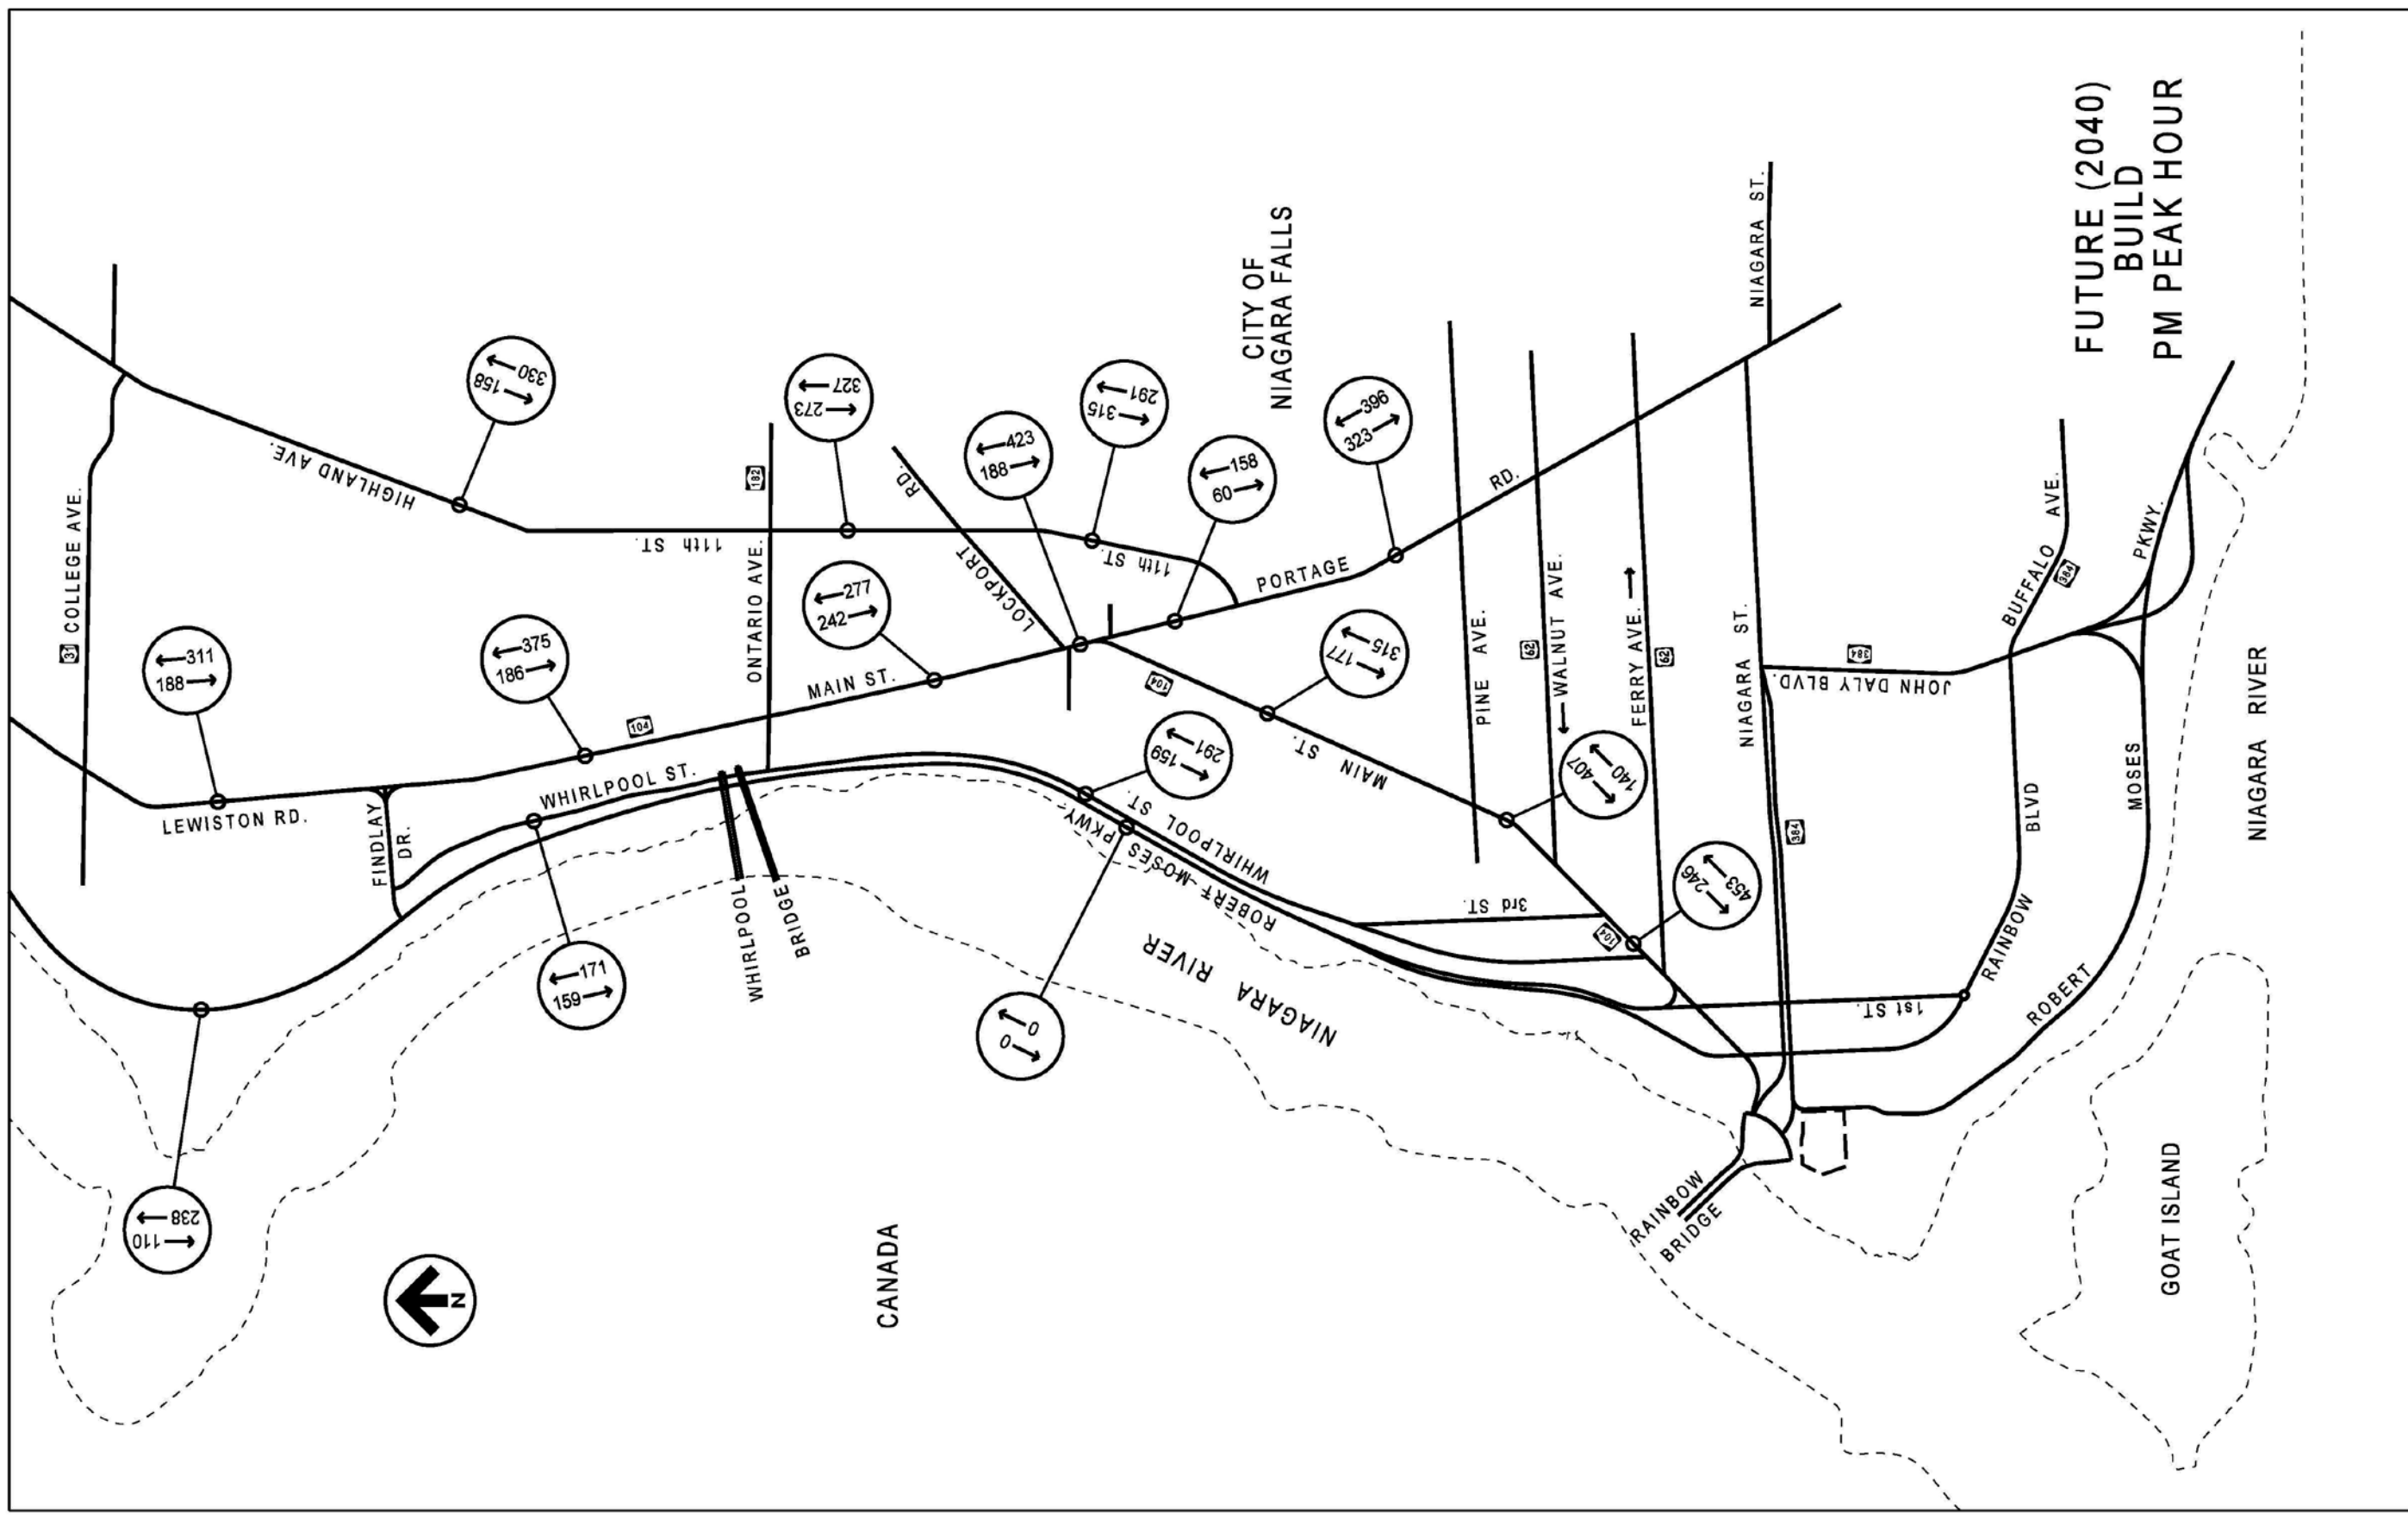 FUTURE (2040)
BUILD
PM PEAK HOUR
31 COLLEGE AVE.
HIGHLAND AVE.
←330
158→
←311
188→
←375
186→
LEWISTON RD.
FINDLAY
DR.
104
WHIRLPOOL ST.
ONTARIO AVE.
182
11th ST.
←327
273→
←277
242→
MAIN ST.
LOCKPORT
RD.
←423
188→
←291
315→
11th ST.
←158
60→
CITY OF
NIAGARA FALLS
←396
323→
PORTAGE
RD.
←315
177→
104
MAIN ST.
←291
159→
WHIRLPOOL ST.
ROBERT MOSES PKWY.
←171
159→
WHIRLPOOL
BRIDGE
←0
0→
←238
110→
N
CANADA
NIAGARA RIVER
PINE AVE.
62
←WALNUT AVE.
FERRY AVE.→
62
←140
407→
←453
246→
3rd ST.
104
NIAGARA ST.
NIAGARA ST.
384
JOHN DALY BLVD.
384
BUFFALO AVE.
384
PKWY.
MOSES
ROBERT
RAINBOW
BLVD
1st ST.
RAINBOW
BRIDGE
NIAGARA RIVER
GOAT ISLAND